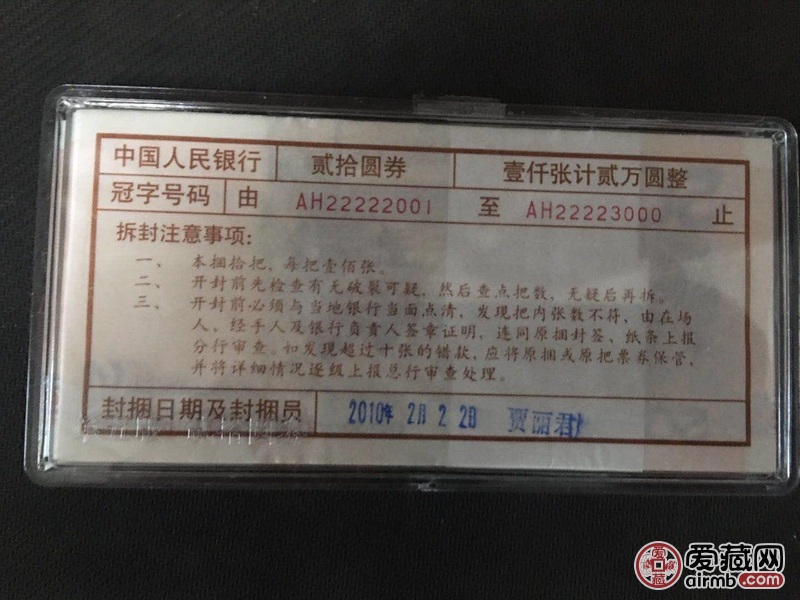 中国人民银行 贰拾圆券 壹仟张计贰万圆整
冠字号码 由 AH22222001 至 AH22223000 止
拆封注意事项:
一、 本捆拾把,每把壹佰张。
二、 开封前先检查有无破裂可疑,然后查点把数,无疑后再拆。
三、 开封前必须与当地银行当面点清,发现把内张数不符,由在场
人、经手人及银行负责人签章证明,连同原捆封签、纸条上报
分行审查。如发现超过十张的错款,应将原捆或原把票券保管,
并将详细情况逐级上报总行审查处理。
封捆日期及封捆员 2010年 2月 2 2日 贾丽君
爱藏网
airmb.com
爱藏